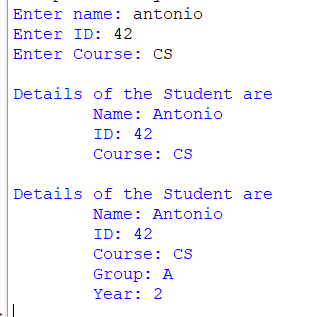 Enter name: antonio
Enter ID: 42
Enter Course: CS
Details of the Student are
Name: Antonio
ID: 42
Course: CS
Details of the Student are
Name: Antonio
ID: 42
Course: CS
Group: A
Year: 2